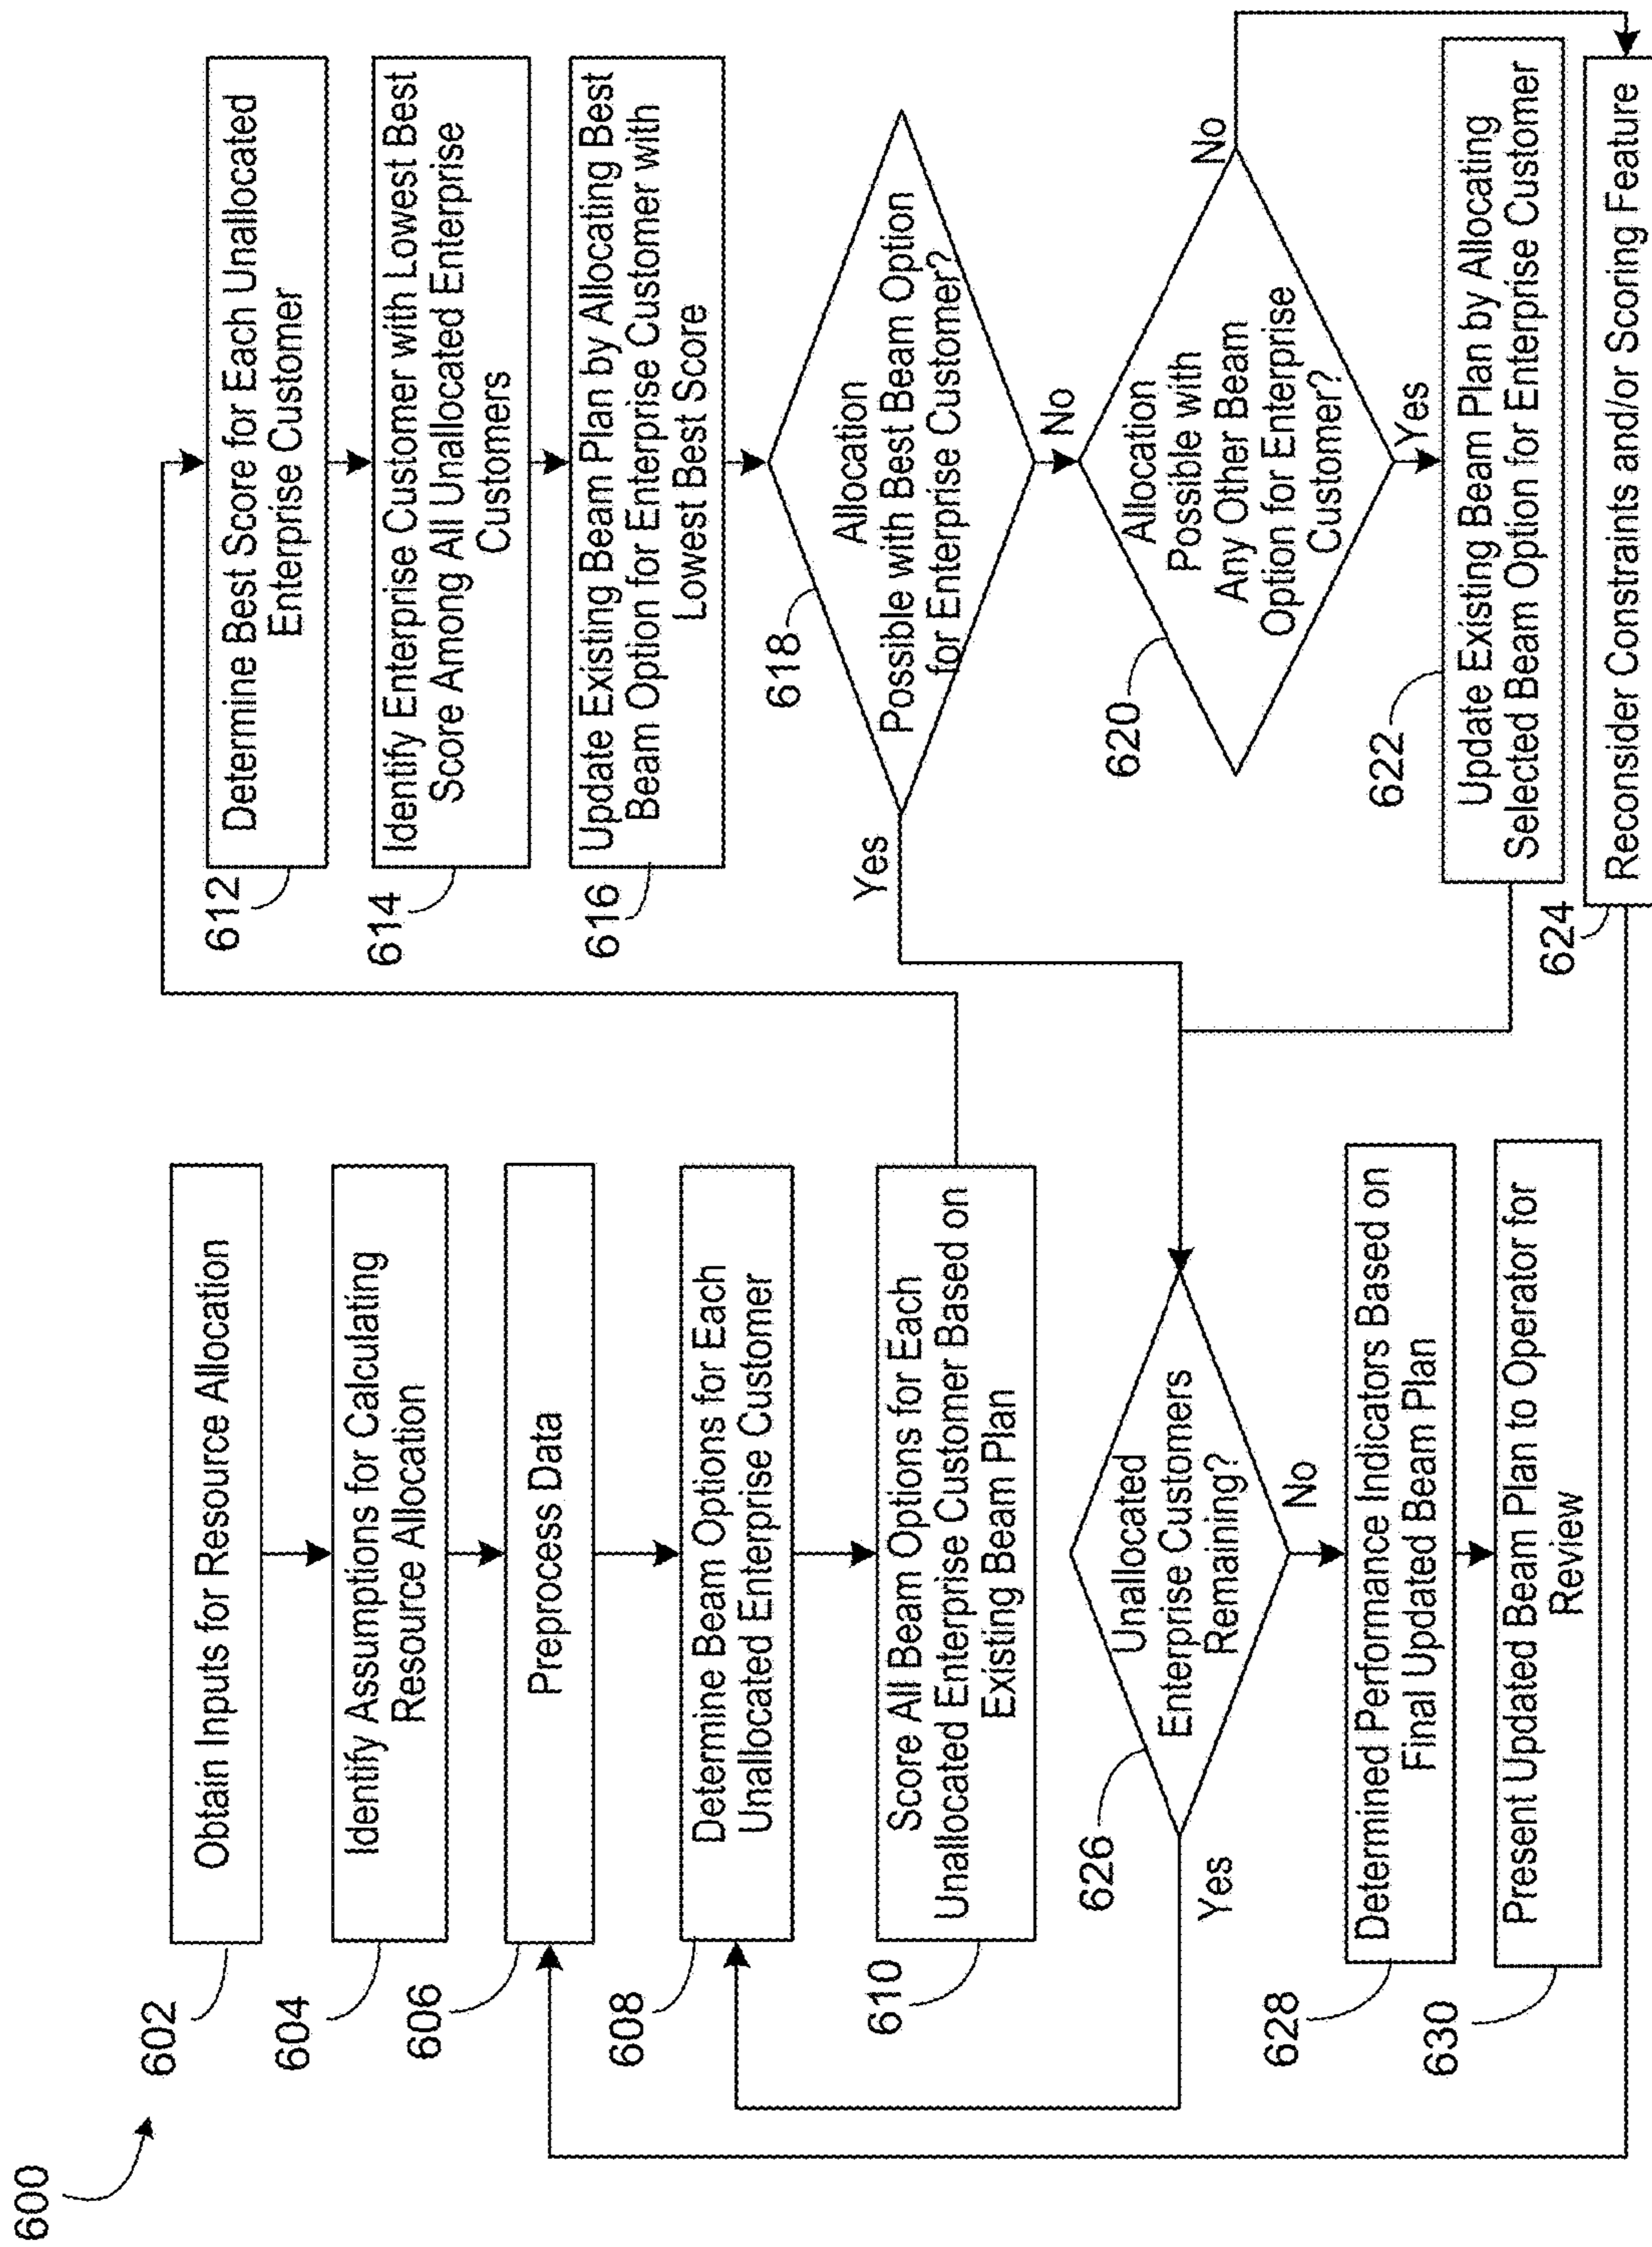 600
602
Obtain Inputs for Resource Allocation
604
Identify Assumptions for Calculating
Resource Allocation
606
Preprocess Data
608
Determine Beam Options for Each
Unallocated Enterprise Customer
610
Score All Beam Options for Each
Unallocated Enterprise Customer Based on
Existing Beam Plan
612
Determine Best Score for Each Unallocated
Enterprise Customer
614
Identify Enterprise Customer with Lowest Best
Score Among All Unallocated Enterprise
Customers
616
Update Existing Beam Plan by Allocating Best
Beam Option for Enterprise Customer with
Lowest Best Score
618
Allocation
Possible with Best Beam Option
for Enterprise Customer?
Yes
No
620
Allocation
Possible with
Any Other Beam
Option for Enterprise
Customer?
No
Yes
622
Update Existing Beam Plan by Allocating
Selected Beam Option for Enterprise Customer
624
Reconsider Constraints and/or Scoring Feature
626
Unallocated
Enterprise Customers
Remaining?
Yes
No
628
Determined Performance Indicators Based on
Final Updated Beam Plan
630
Present Updated Beam Plan to Operator for
Review